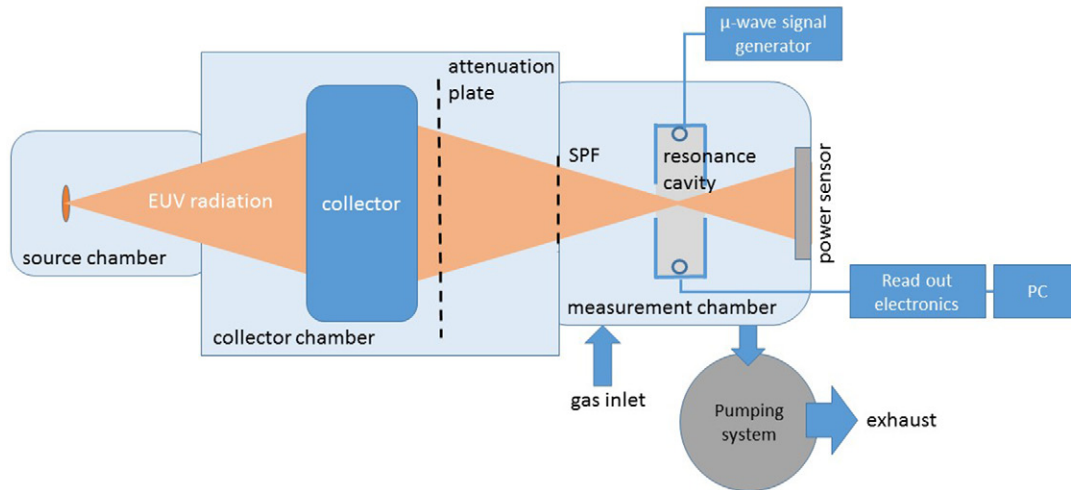 μ-wave signal
generator
attenuation
plate
SPF
resonance
cavity
EUV radiation
collector
power sensor
source chamber
Read out
electronics
PC
measurement chamber
collector chamber
gas inlet
Pumping
system
exhaust